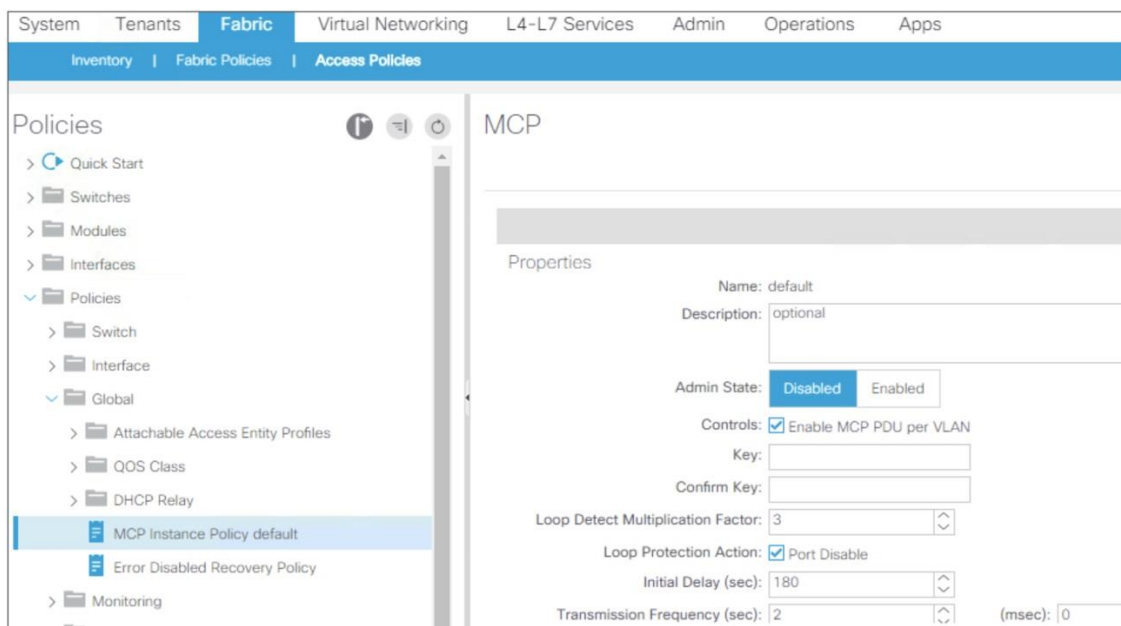 System Tenants Fabric Virtual Networking L4-L7 Services Admin Operations Apps
Inventory | Fabric Policies | Access Policies
Policies
Quick Start
Switches
Modules
Interfaces
Policies
Switch
Interface
Global
Attachable Access Entity Profiles
QOS Class
DHCP Relay
MCP Instance Policy default
Error Disabled Recovery Policy
Monitoring
MCP
Properties
Name: default
Description: optional
Admin State: Disabled Enabled
Controls: Enable MCP PDU per VLAN
Key:
Confirm Key:
Loop Detect Multiplication Factor: 3
Loop Protection Action: Port Disable
Initial Delay (sec): 180
Transmission Frequency (sec): 2 (msec): 0